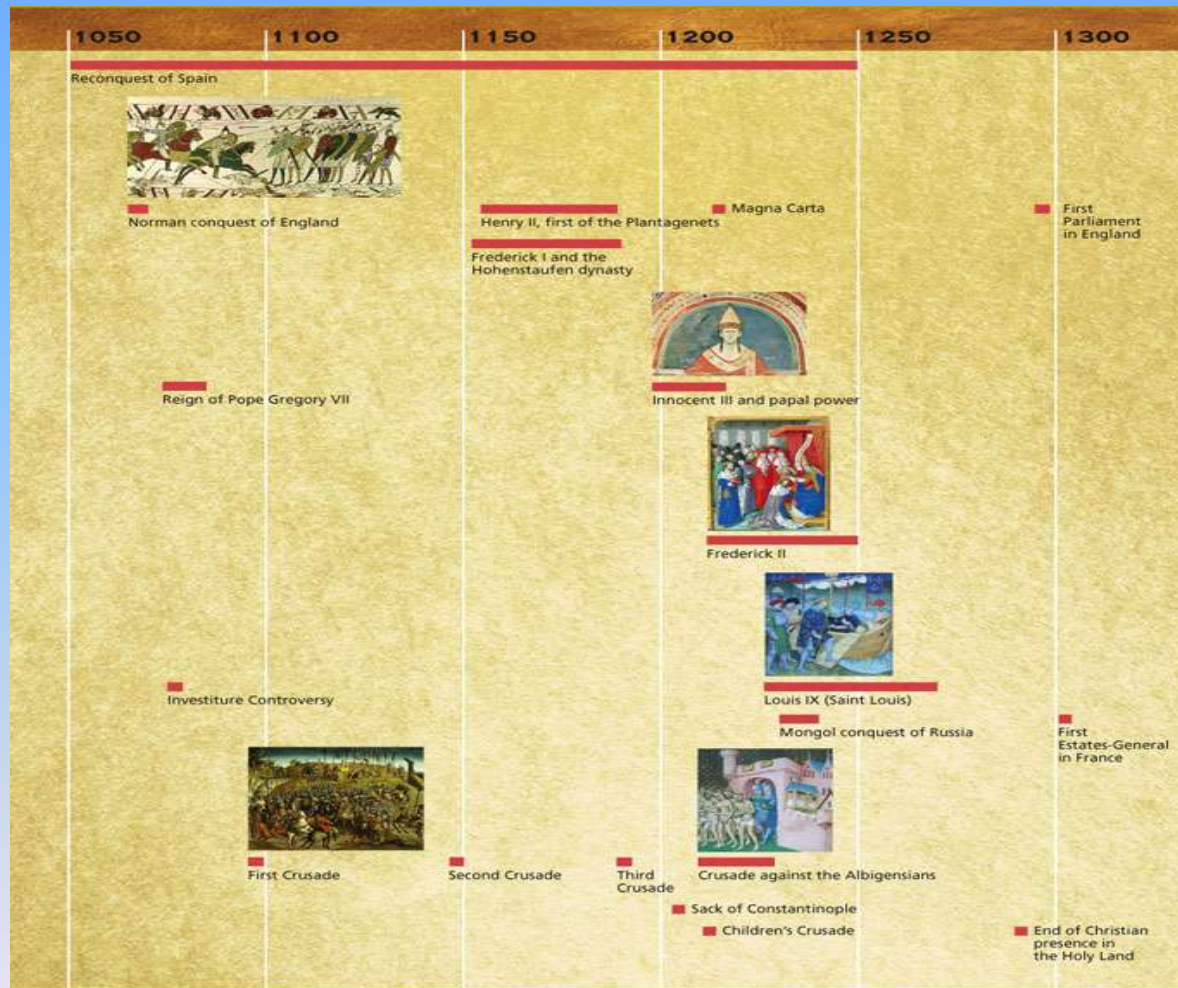 1050 1100 1150 1200 1250 1300
Reconquest of Spain
Norman conquest of England
Henry II, first of the Plantagenets
Magna Carta
First
Parliament
in England
Frederick I and the
Hohenstaufen dynasty
Reign of Pope Gregory VII
Innocent III and papal power
Frederick II
Investiture Controversy
Louis IX (Saint Louis)
Mongol conquest of Russia
First
Estates-General
in France
First Crusade
Second Crusade
Third
Crusade
Crusade against the Albigensians
Sack of Constantinople
Children's Crusade
End of Christian
presence in
the Holy Land